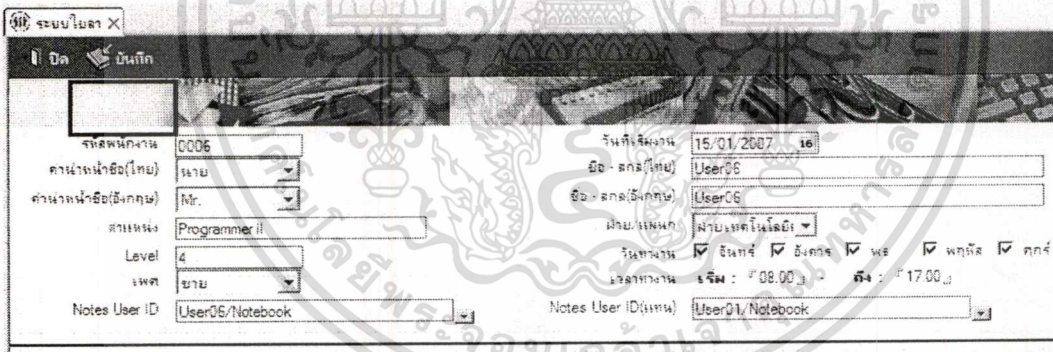 ระบบใบลา
ปิด บันทึก
รหัสพนักงาน 0006 วันที่เริ่มงาน 15/01/2007 16
คำนำหน้าชื่อ(ไทย) นาย ชื่อ - สกุล(ไทย) User06
คำนำหน้าชื่อ(อังกฤษ) Mr. ชื่อ - สกุล(อังกฤษ) User06
ตำแหน่ง Programmer II ฝ่าย/แผนก ฝ่ายเทคโนโลยี
Level 4 วันทำงาน จันทร์ อังคาร พุธ พฤหัส ศุกร์
เพศ ชาย เวลาทำงาน เริ่ม : 08.00 - ถึง : 17.00
Notes User ID User06/Notebook Notes User ID(แทน) User01/Notebook